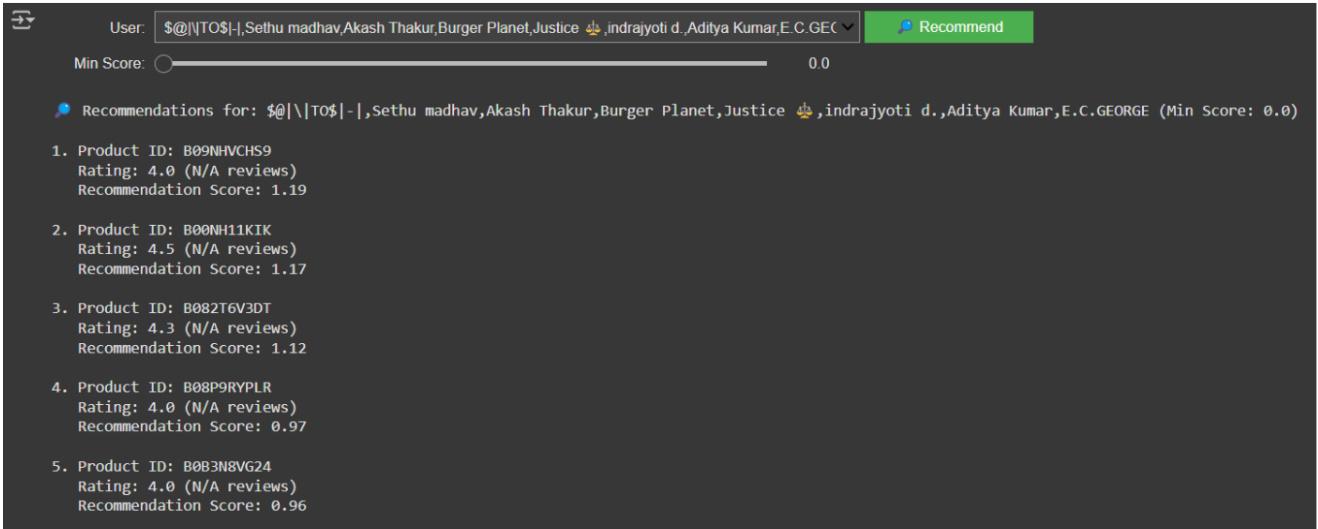 User: $@|\|TO$|-|,Sethu madhav,Akash Thakur,Burger Planet,Justice ⚖️,indrajyoti d.,Aditya Kumar,E.C.GEC 🔎 Recommend
Min Score: 0.0
🔎 Recommendations for: $@|\|TO$|-|,Sethu madhav,Akash Thakur,Burger Planet,Justice ⚖️,indrajyoti d.,Aditya Kumar,E.C.GEORGE (Min Score: 0.0)
1. Product ID: B09NHVCHS9
Rating: 4.0 (N/A reviews)
Recommendation Score: 1.19
2. Product ID: B00NH11KIK
Rating: 4.5 (N/A reviews)
Recommendation Score: 1.17
3. Product ID: B082T6V3DT
Rating: 4.3 (N/A reviews)
Recommendation Score: 1.12
4. Product ID: B08P9RYPLR
Rating: 4.0 (N/A reviews)
Recommendation Score: 0.97
5. Product ID: B0B3N8VG24
Rating: 4.0 (N/A reviews)
Recommendation Score: 0.96